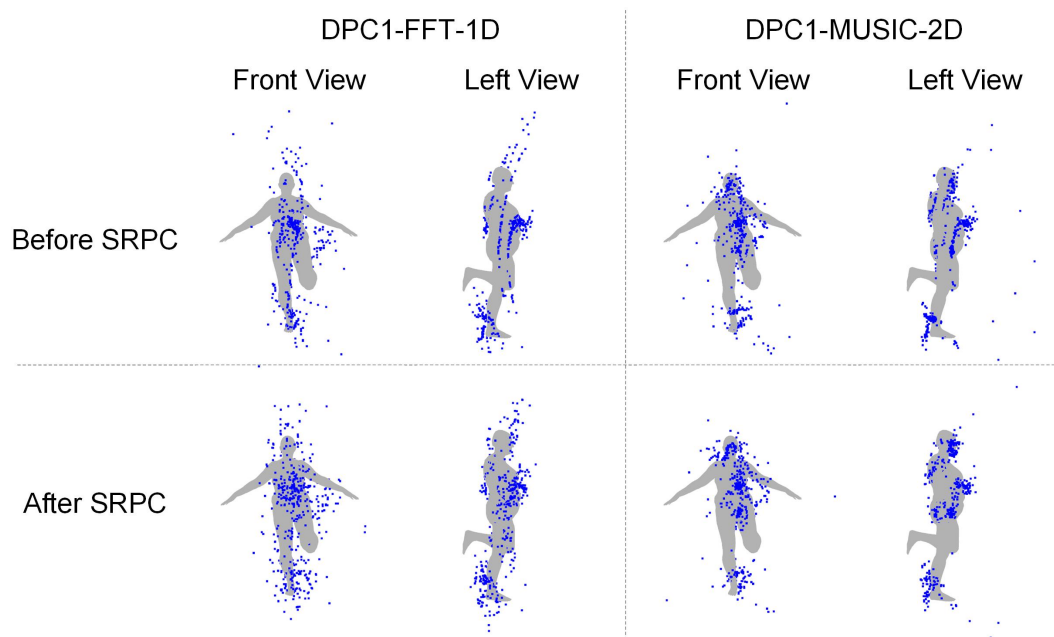 DPC1-FFT-1D
DPC1-MUSIC-2D
Front View
Left View
Front View
Left View
Before SRPC
After SRPC